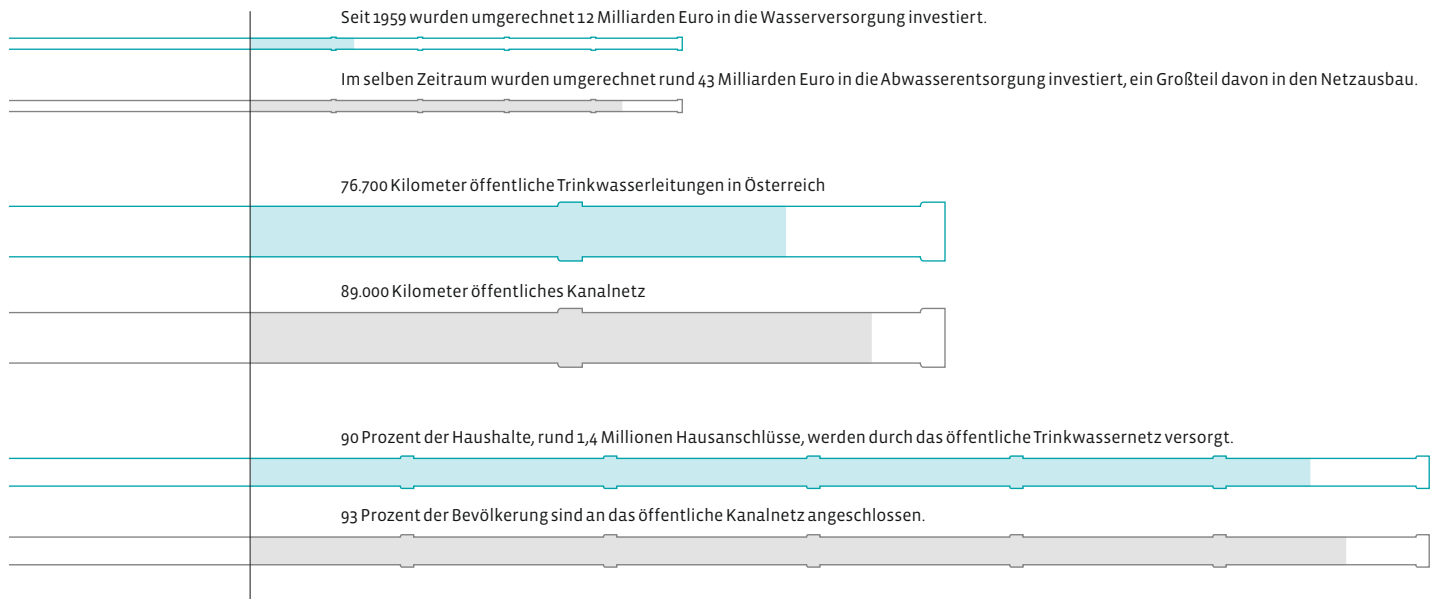 Seit 1959 wurden umgerechnet 12 Milliarden Euro in die Wasserversorgung investiert.
Im selben Zeitraum wurden umgerechnet rund 43 Milliarden Euro in die Abwasserentsorgung investiert, ein Großteil davon in den Netzausbau.
76.700 Kilometer öffentliche Trinkwasserleitungen in Österreich
89.000 Kilometer öffentliches Kanalnetz
90 Prozent der Haushalte, rund 1,4 Millionen Hausanschlüsse, werden durch das öffentliche Trinkwassernetz versorgt.
93 Prozent der Bevölkerung sind an das öffentliche Kanalnetz angeschlossen.